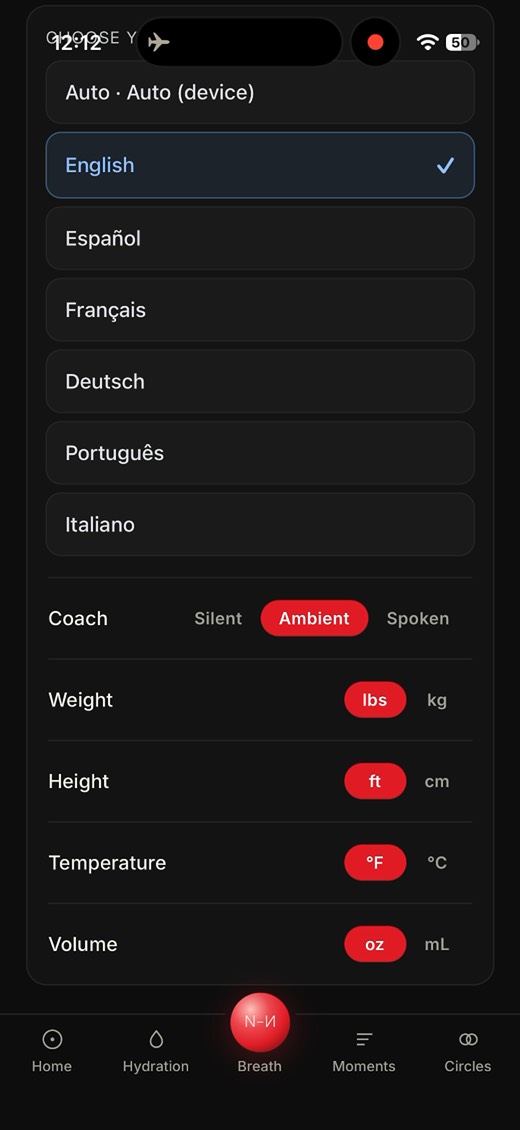 CHOOSE Y
12:12
50
Auto · Auto (device)
English
Español
Français
Deutsch
Português
Italiano
Coach Silent Ambient Spoken
Weight lbs kg
Height ft cm
Temperature °F °C
Volume oz mL
N-И
Home Hydration Breath Moments Circles